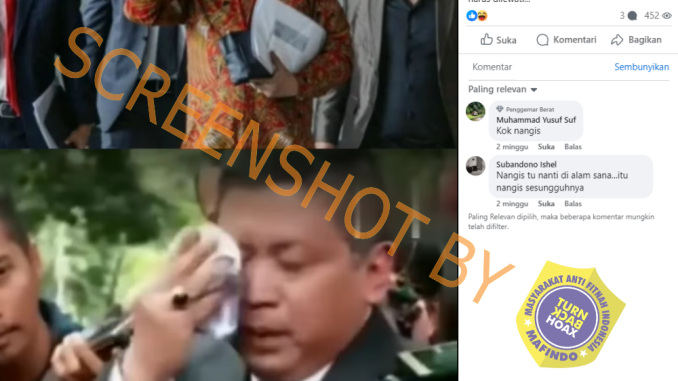 3 452
Suka Komentari Bagikan
Komentar Sembunyikan
Paling relevan
Penggemar Berat
Muhammad Yusuf Suf
Kok nangis
2 minggu Suka Balas
Subandono Ishel
Nangis tu nanti di alam sana...itu
nangis sesungguhnya
2 minggu Suka Balas
Paling Relevan dipilih, maka beberapa komentar mungkin
telah difilter.
SCREENSHOT BY
MASYARAKAT ANTI FITNAH INDONESIA
TURN
BACK
HOAX
MAFINDO